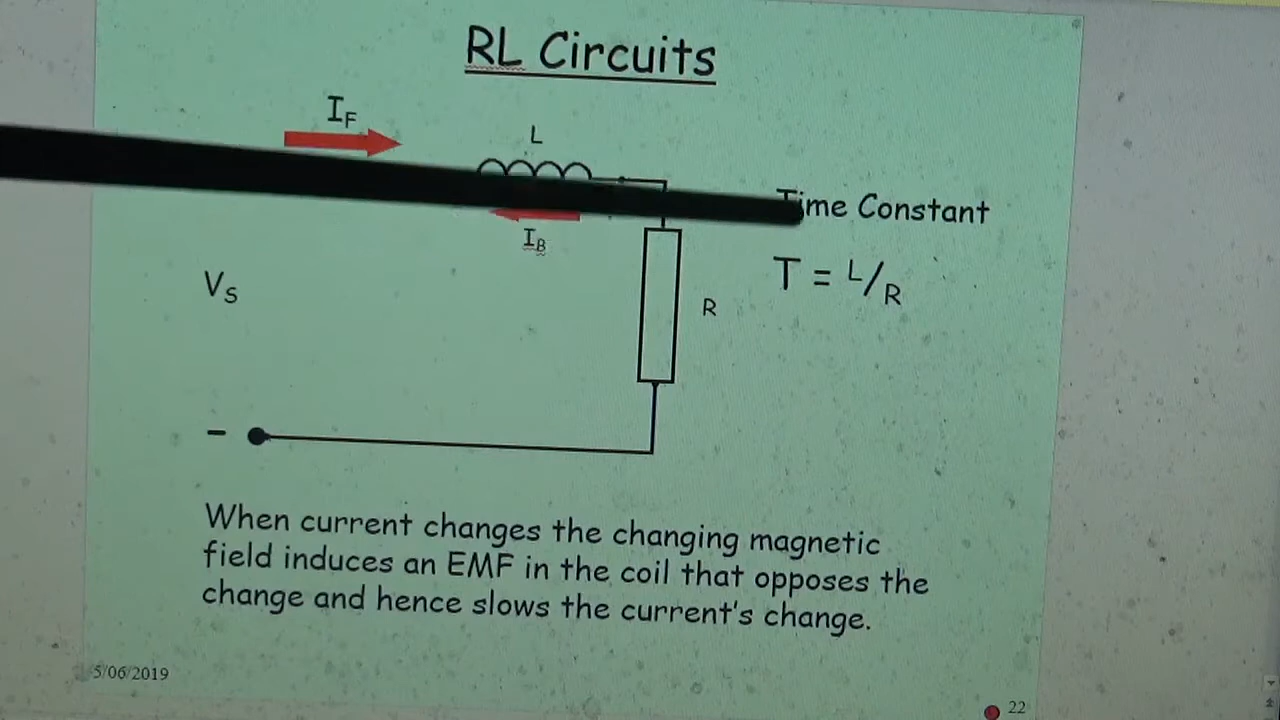 RL Circuits
IF
L
Time Constant
IB
T = L/R
VS
R
−
When current changes the changing magnetic
field induces an EMF in the coil that opposes the
change and hence slows the current's change.
5/06/2019
22